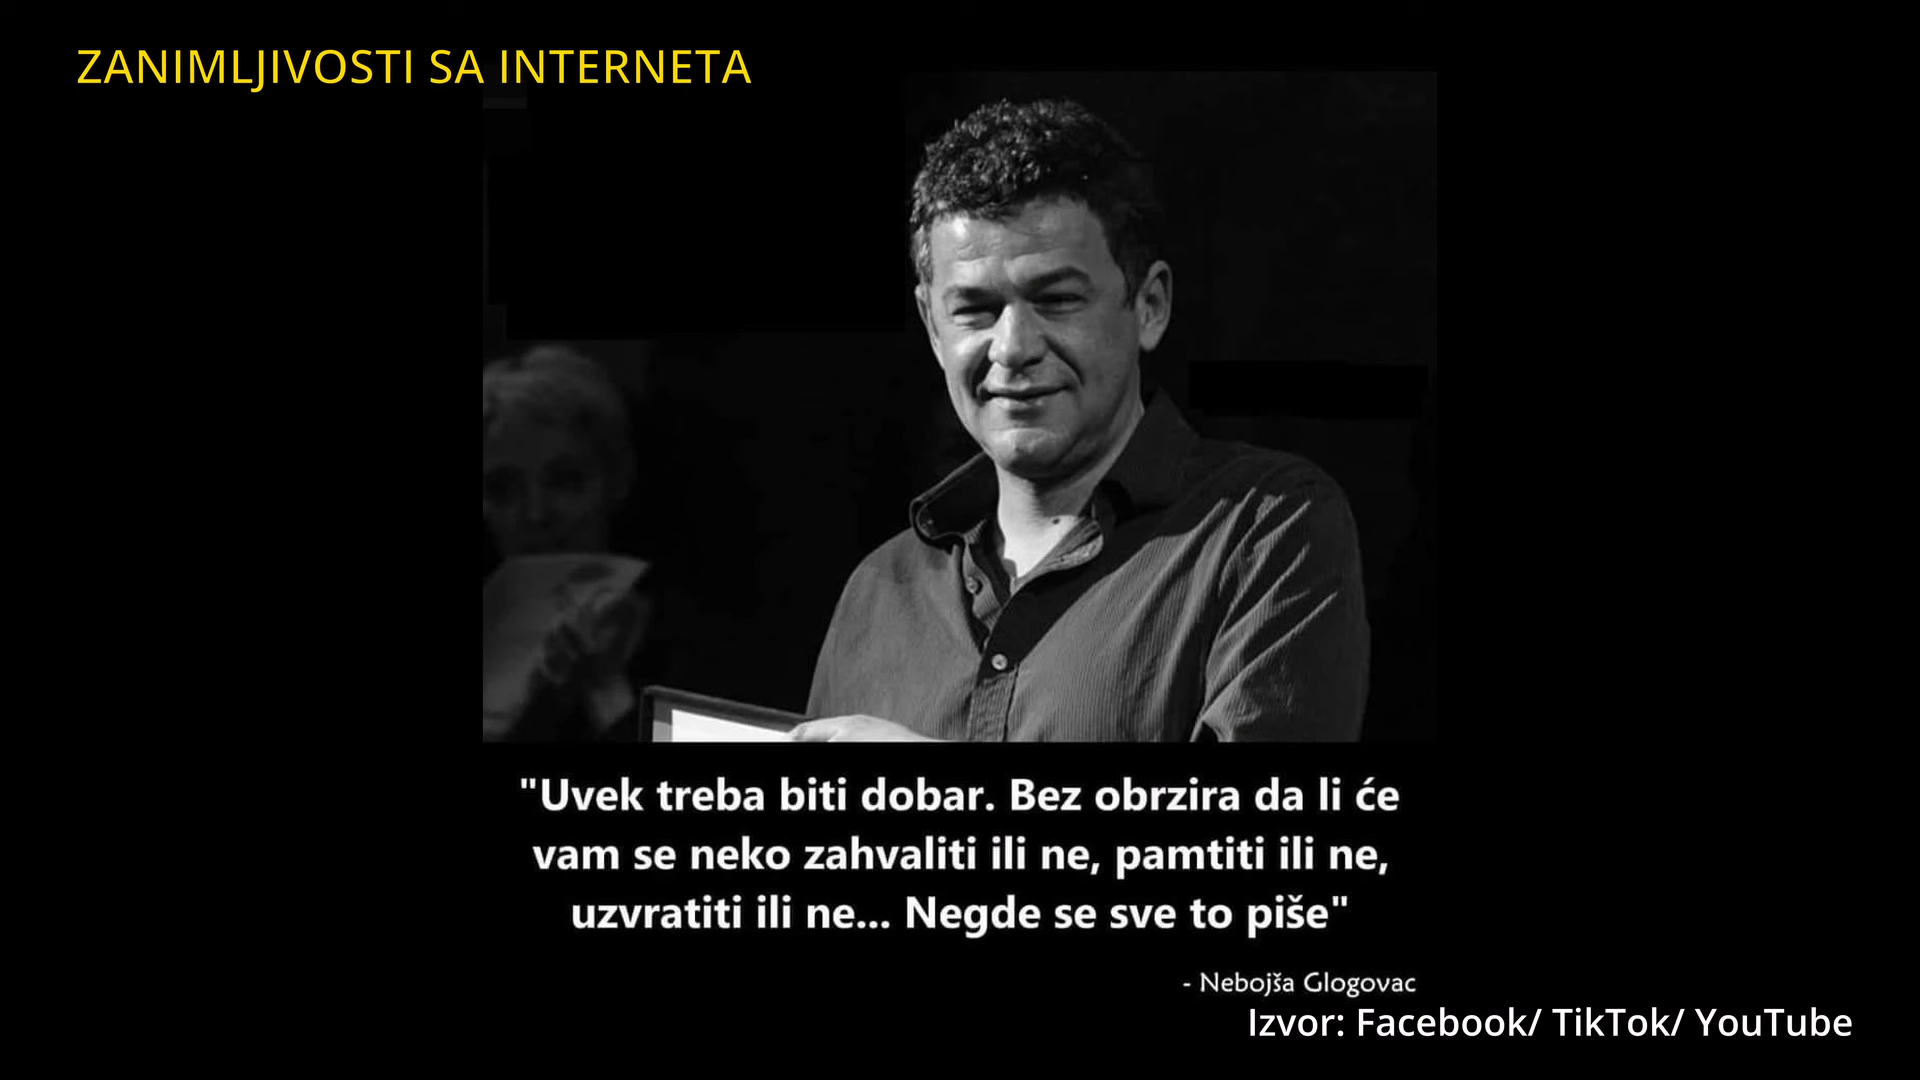 ZANIMLJIVOSTI SA INTERNETA
"Uvek treba biti dobar. Bez obrzira da li će
vam se neko zahvaliti ili ne, pamtiti ili ne,
uzvratiti ili ne... Negde se sve to piše"
- Nebojša Glogovac
Izvor: Facebook/ TikTok/ YouTube